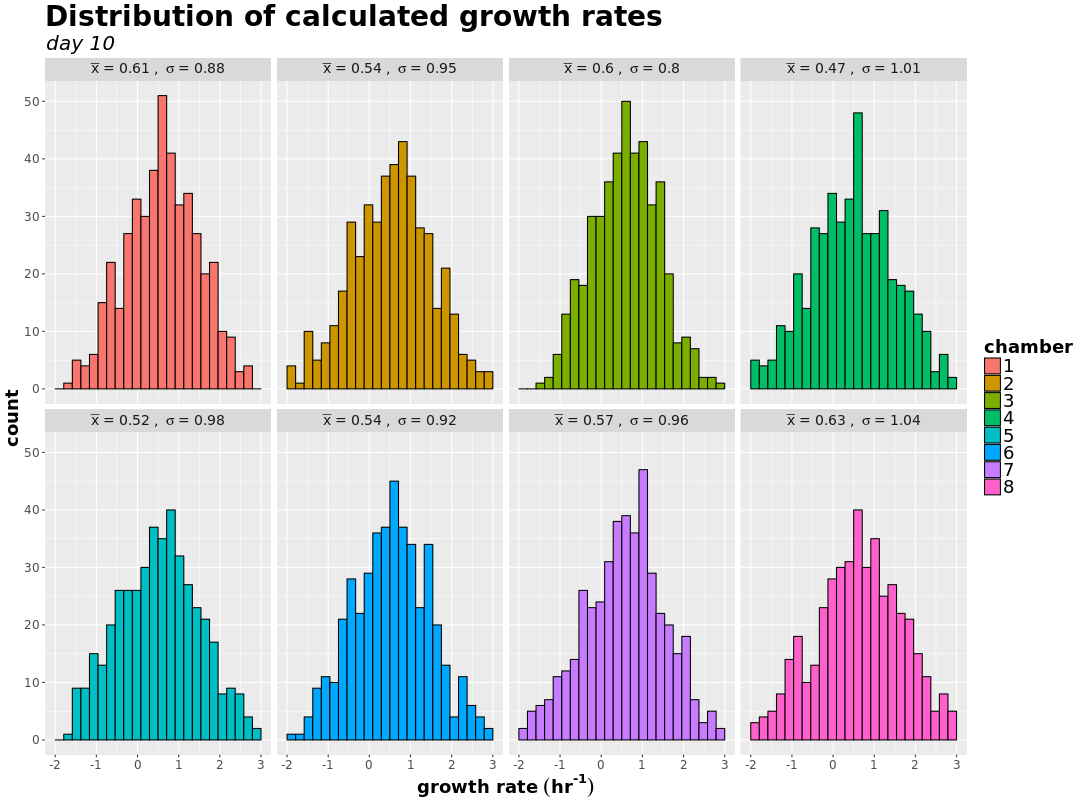 Distribution of calculated growth rates
day 10
x̅ = 0.61 , σ = 0.88
x̅ = 0.54 , σ = 0.95
x̅ = 0.6 , σ = 0.8
x̅ = 0.47 , σ = 1.01
50
40
30
20
10
0
x̅ = 0.52 , σ = 0.98
x̅ = 0.54 , σ = 0.92
x̅ = 0.57 , σ = 0.96
x̅ = 0.63 , σ = 1.04
50
40
30
20
10
0
-2 -1 0 1 2 3
-2 -1 0 1 2 3
-2 -1 0 1 2 3
-2 -1 0 1 2 3
count
growth rate (hr⁻¹)
chamber
1
2
3
4
5
6
7
8